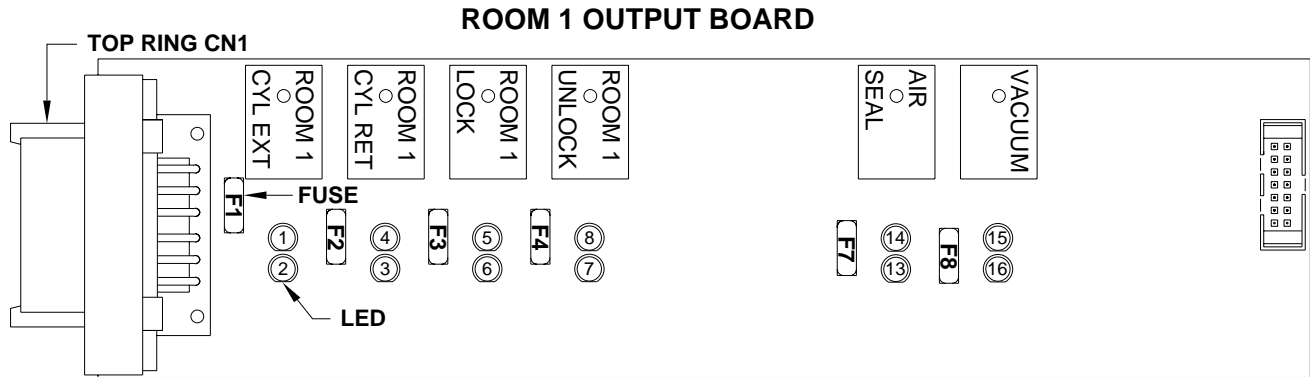 ROOM 1 OUTPUT BOARD
TOP RING CN1
ROOM 1
CYL EXT
ROOM 1
CYL RET
ROOM 1
LOCK
ROOM 1
UNLOCK
AIR
SEAL
VACUUM
F1
FUSE
F2
F3
F4
F7
F8
1
4
5
8
14
15
2
3
6
7
13
16
LED